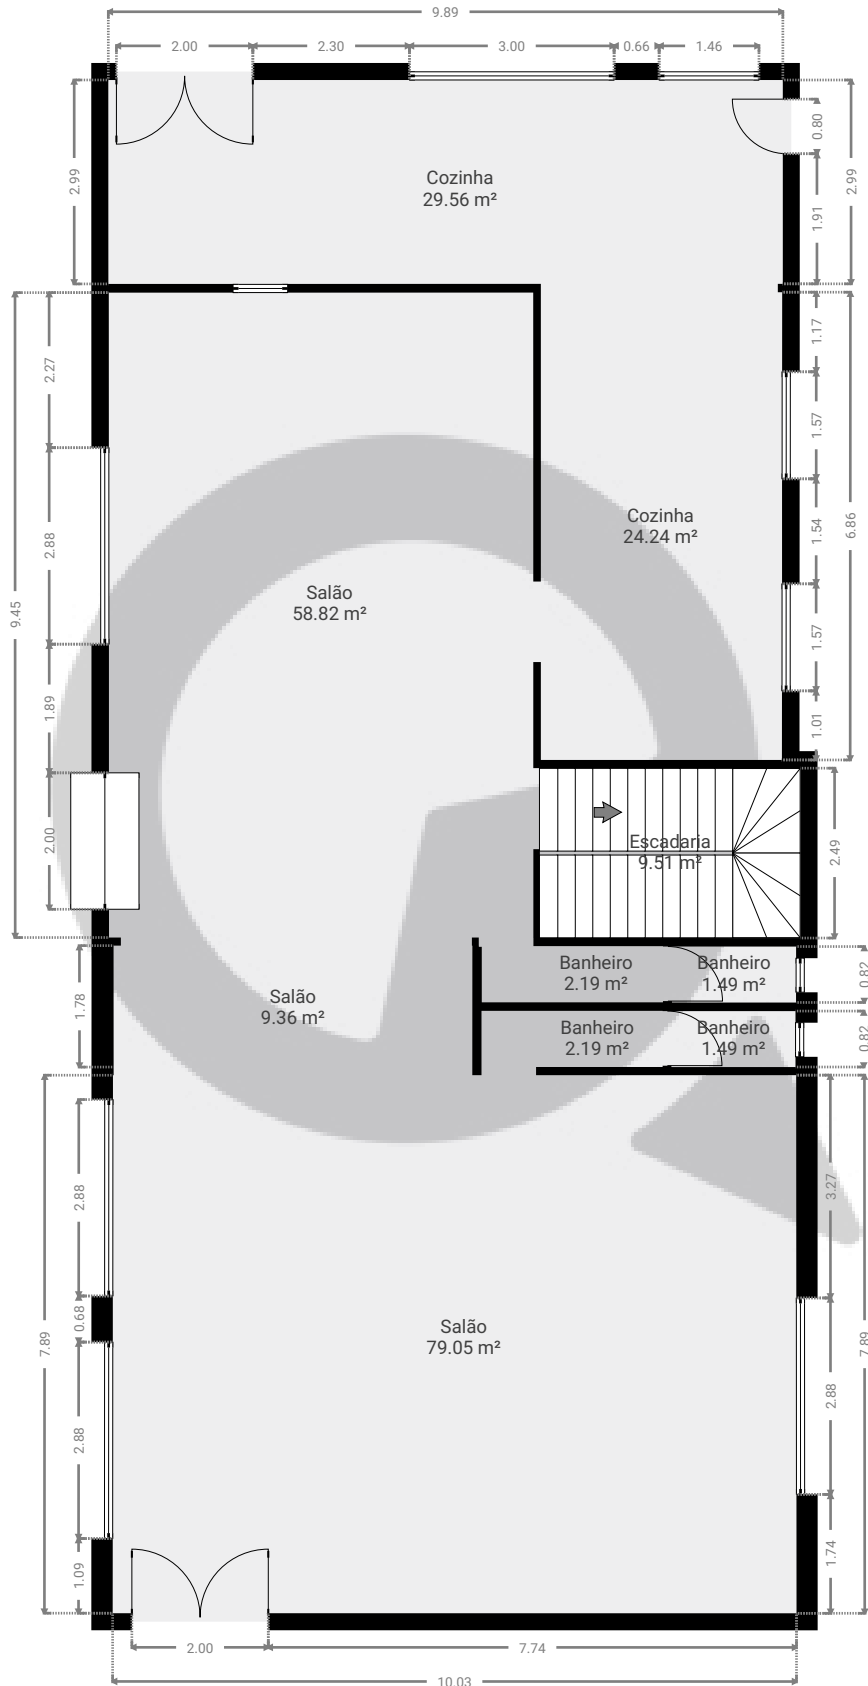 9.89
2.00
2.30
3.00
0.66
1.46
0.80
2.99
2.99
Cozinha
29.56 m²
1.91
2.27
1.17
1.57
2.88
Cozinha
24.24 m²
1.54
6.86
9.45
Salão
58.82 m²
1.57
1.89
1.01
2.00
Escadaria
9.51 m²
2.49
Banheiro
2.19 m²
Banheiro
1.49 m²
0.82
1.78
Salão
9.36 m²
Banheiro
2.19 m²
Banheiro
1.49 m²
0.82
2.88
3.27
0.68
7.89
Salão
79.05 m²
7.89
2.88
2.88
1.09
1.74
2.00
7.74
10.03